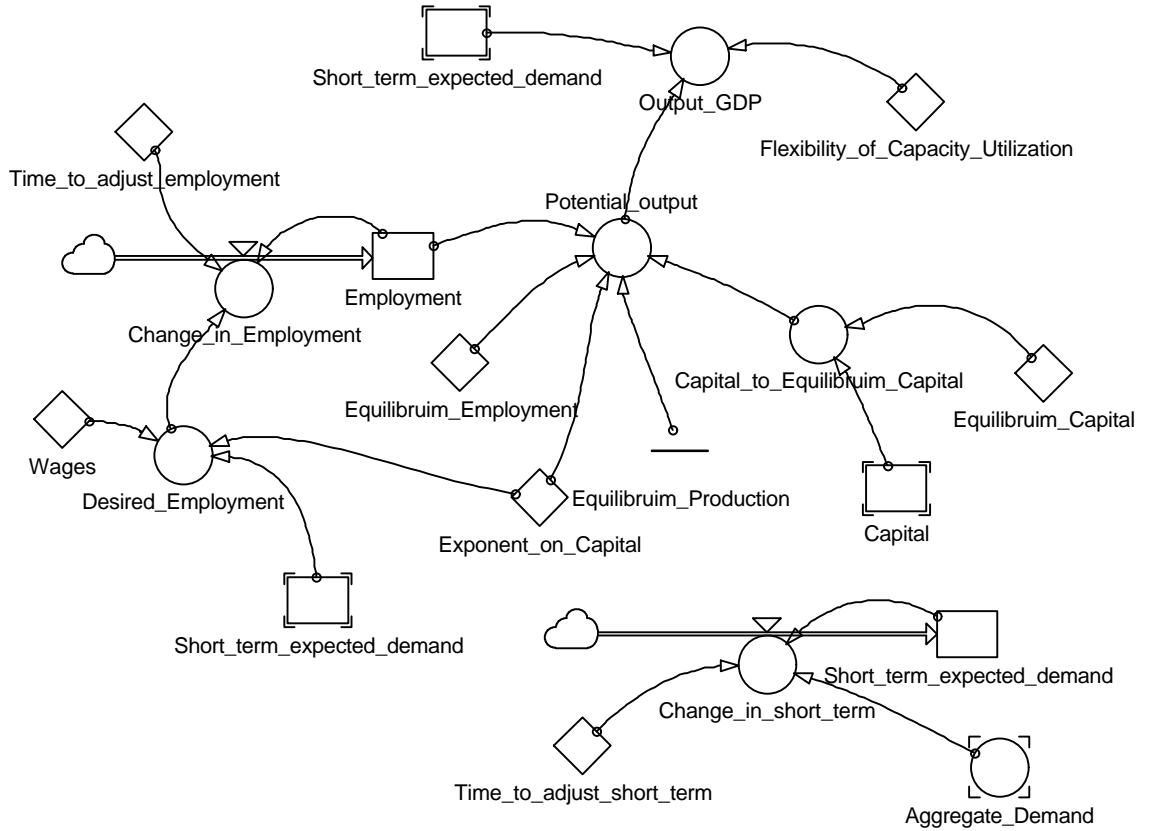 Short_term_expected_demand
Output_GDP
Flexibility_of_Capacity_Utilization
Time_to_adjust_employment
Potential_output
Employment
Change_in_Employment
Capital_to_Equilibruim_Capital
Equilibruim_Employment
Equilibruim_Capital
Wages
Desired_Employment
Equilibruim_Production
Capital
Exponent_on_Capital
Short_term_expected_demand
Short_term_expected_demand
Change_in_short_term
Time_to_adjust_short_term
Aggregate_Demand